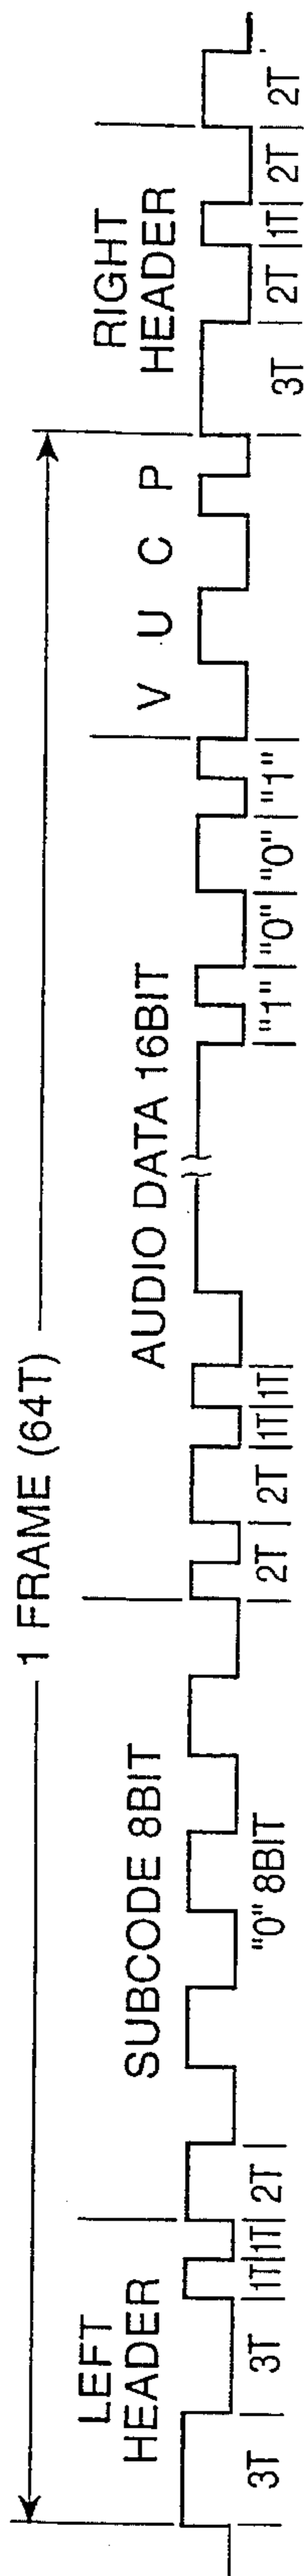 1 FRAME (64T)
LEFT
HEADER
SUBCODE 8BIT
AUDIO DATA 16BIT
V U C P
RIGHT
HEADER
3T 3T 1T 1T 2T
"0" 8BIT
2T 2T 1T 1T
"1" "0" "0" "1"
3T 2T 1T 2T 2T